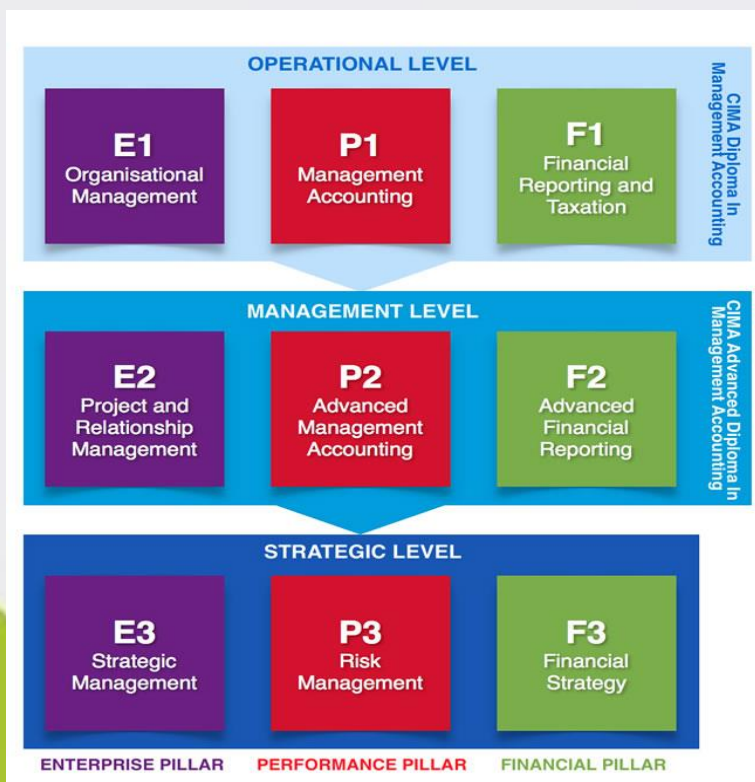 OPERATIONAL LEVEL
E1
Organisational
Management
P1
Management
Accounting
F1
Financial
Reporting and
Taxation
CIMA Diploma In
Management Accounting
MANAGEMENT LEVEL
E2
Project and
Relationship
Management
P2
Advanced
Management
Accounting
F2
Advanced
Financial
Reporting
CIMA Advanced Diploma In
Management Accounting
STRATEGIC LEVEL
E3
Strategic
Management
P3
Risk
Management
F3
Financial
Strategy
ENTERPRISE PILLAR
PERFORMANCE PILLAR
FINANCIAL PILLAR